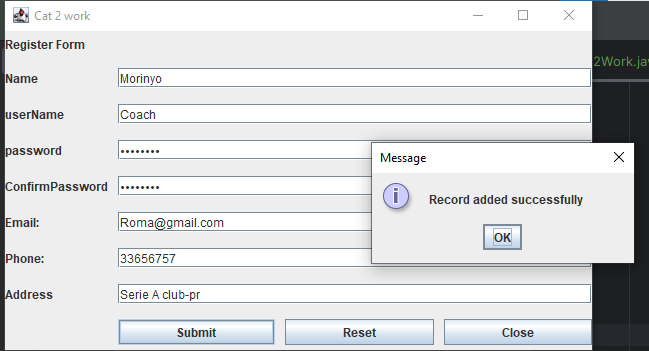 Cat 2 work
Register Form
2Work.jav
Name Morinyo
userName Coach
password ••••••••
Message
ConfirmPassword ••••••••
Record added successfully
Email: Roma@gmail.com
OK
Phone: 33656757
Address Serie A club-pr
Submit Reset Close